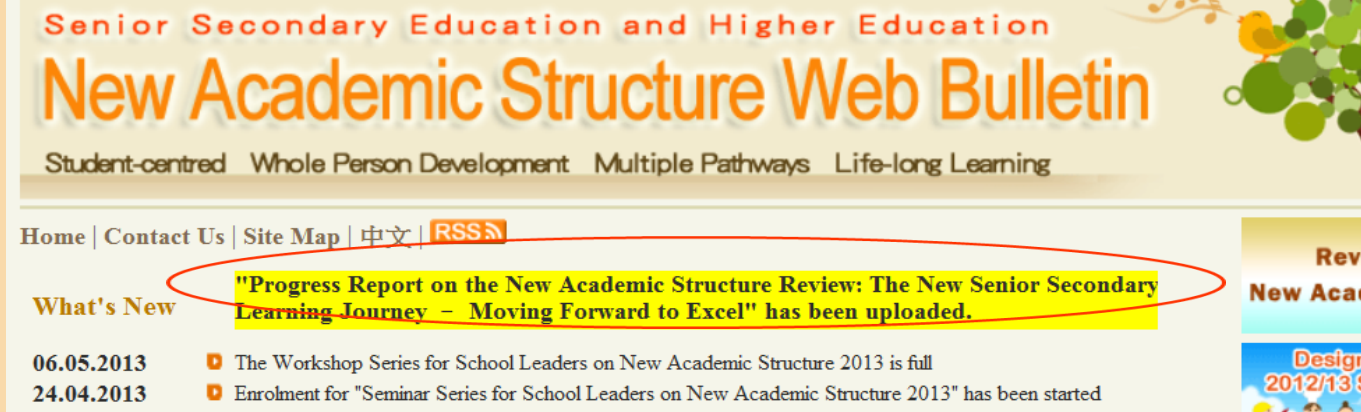 Senior Secondary Education and Higher Education
New Academic Structure Web Bulletin
Student-centred Whole Person Development Multiple Pathways Life-long Learning
Home | Contact Us | Site Map | 中文 | RSS
"Progress Report on the New Academic Structure Review: The New Senior Secondary
Learning Journey － Moving Forward to Excel" has been uploaded.
What's New
06.05.2013 The Workshop Series for School Leaders on New Academic Structure 2013 is full
24.04.2013 Enrolment for "Seminar Series for School Leaders on New Academic Structure 2013" has been started
New
2012/13